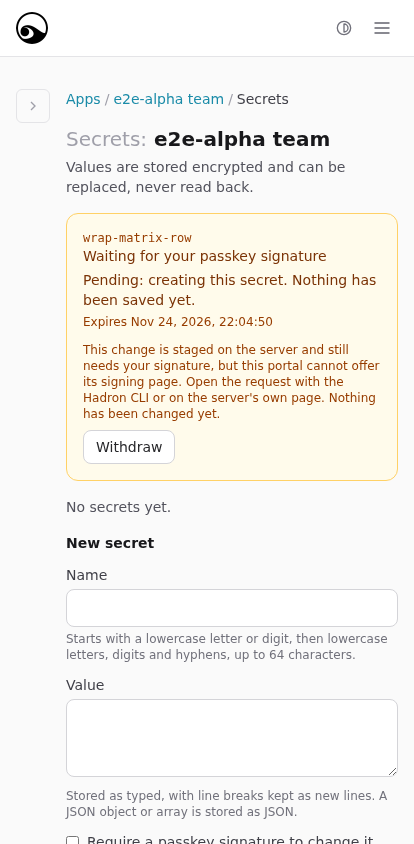 Apps / e2e-alpha team / Secrets
Secrets: e2e-alpha team
Values are stored encrypted and can be
replaced, never read back.
wrap-matrix-row
Waiting for your passkey signature
Pending: creating this secret. Nothing has
been saved yet.
Expires Nov 24, 2026, 22:04:50
This change is staged on the server and still
needs your signature, but this portal cannot offer
its signing page. Open the request with the
Hadron CLI or on the server's own page. Nothing
has been changed yet.
Withdraw
No secrets yet.
New secret
Name
Starts with a lowercase letter or digit, then lowercase
letters, digits and hyphens, up to 64 characters.
Value
Stored as typed, with line breaks kept as new lines. A
JSON object or array is stored as JSON.
Require a passkey signature to change it